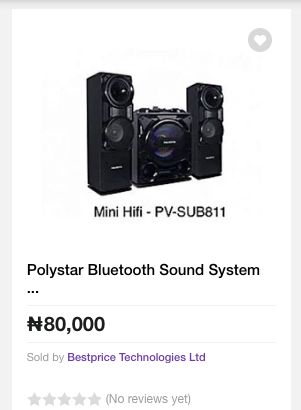 Mini Hifi - PV-SUB811
Polystar Bluetooth Sound System
...
₦80,000
Sold by Bestprice Technologies Ltd
(No reviews yet)